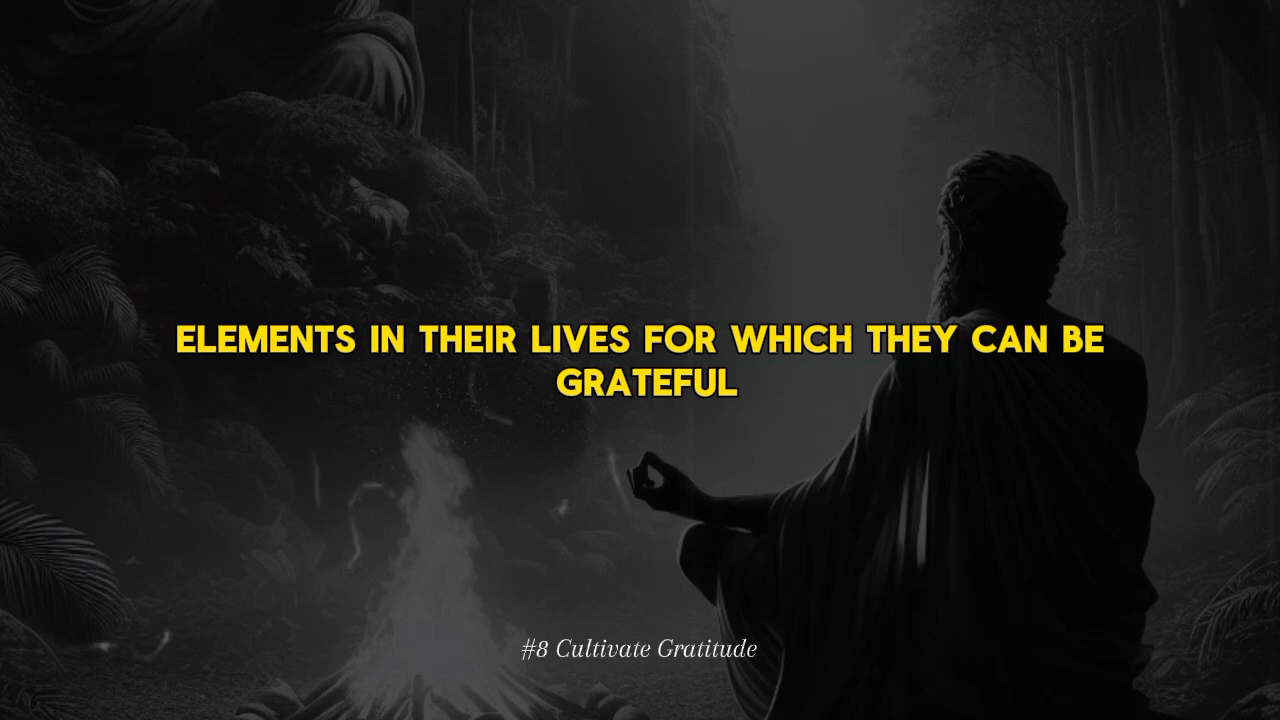 ELEMENTS IN THEIR LIVES FOR WHICH THEY CAN BE
GRATEFUL
#8 Cultivate Gratitude